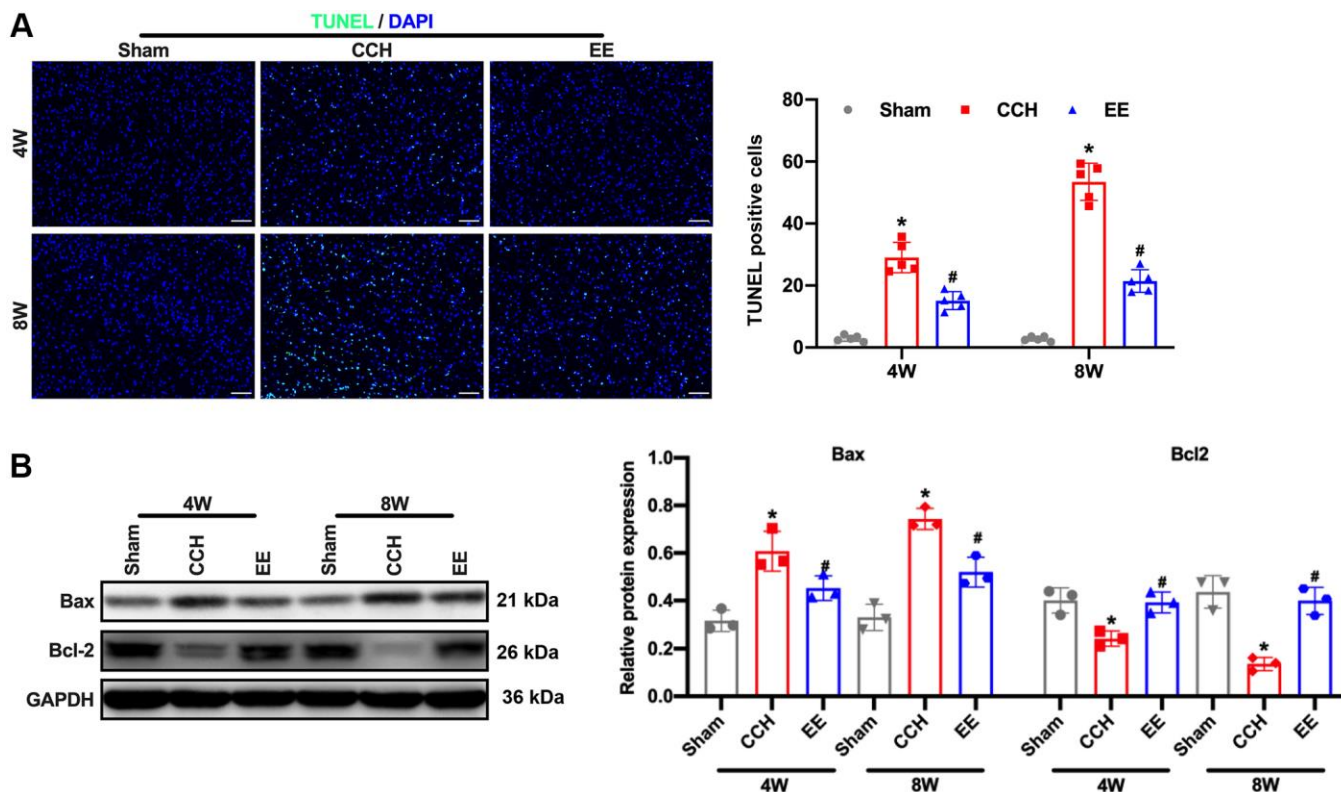 A
TUNEL / DAPI
Sham CCH EE
4W
8W
TUNEL positive cells
80
60
40
20
0
Sham CCH EE
* # * #
4W 8W
B
4W 8W
Sham CCH EE Sham CCH EE
Bax 21 kDa
Bcl-2 26 kDa
GAPDH 36 kDa
Relative protein expression
1.0
0.8
0.6
0.4
0.2
0.0
Bax Bcl2
* # * # * # * #
Sham CCH EE Sham CCH EE Sham CCH EE Sham CCH EE
4W 8W 4W 8W